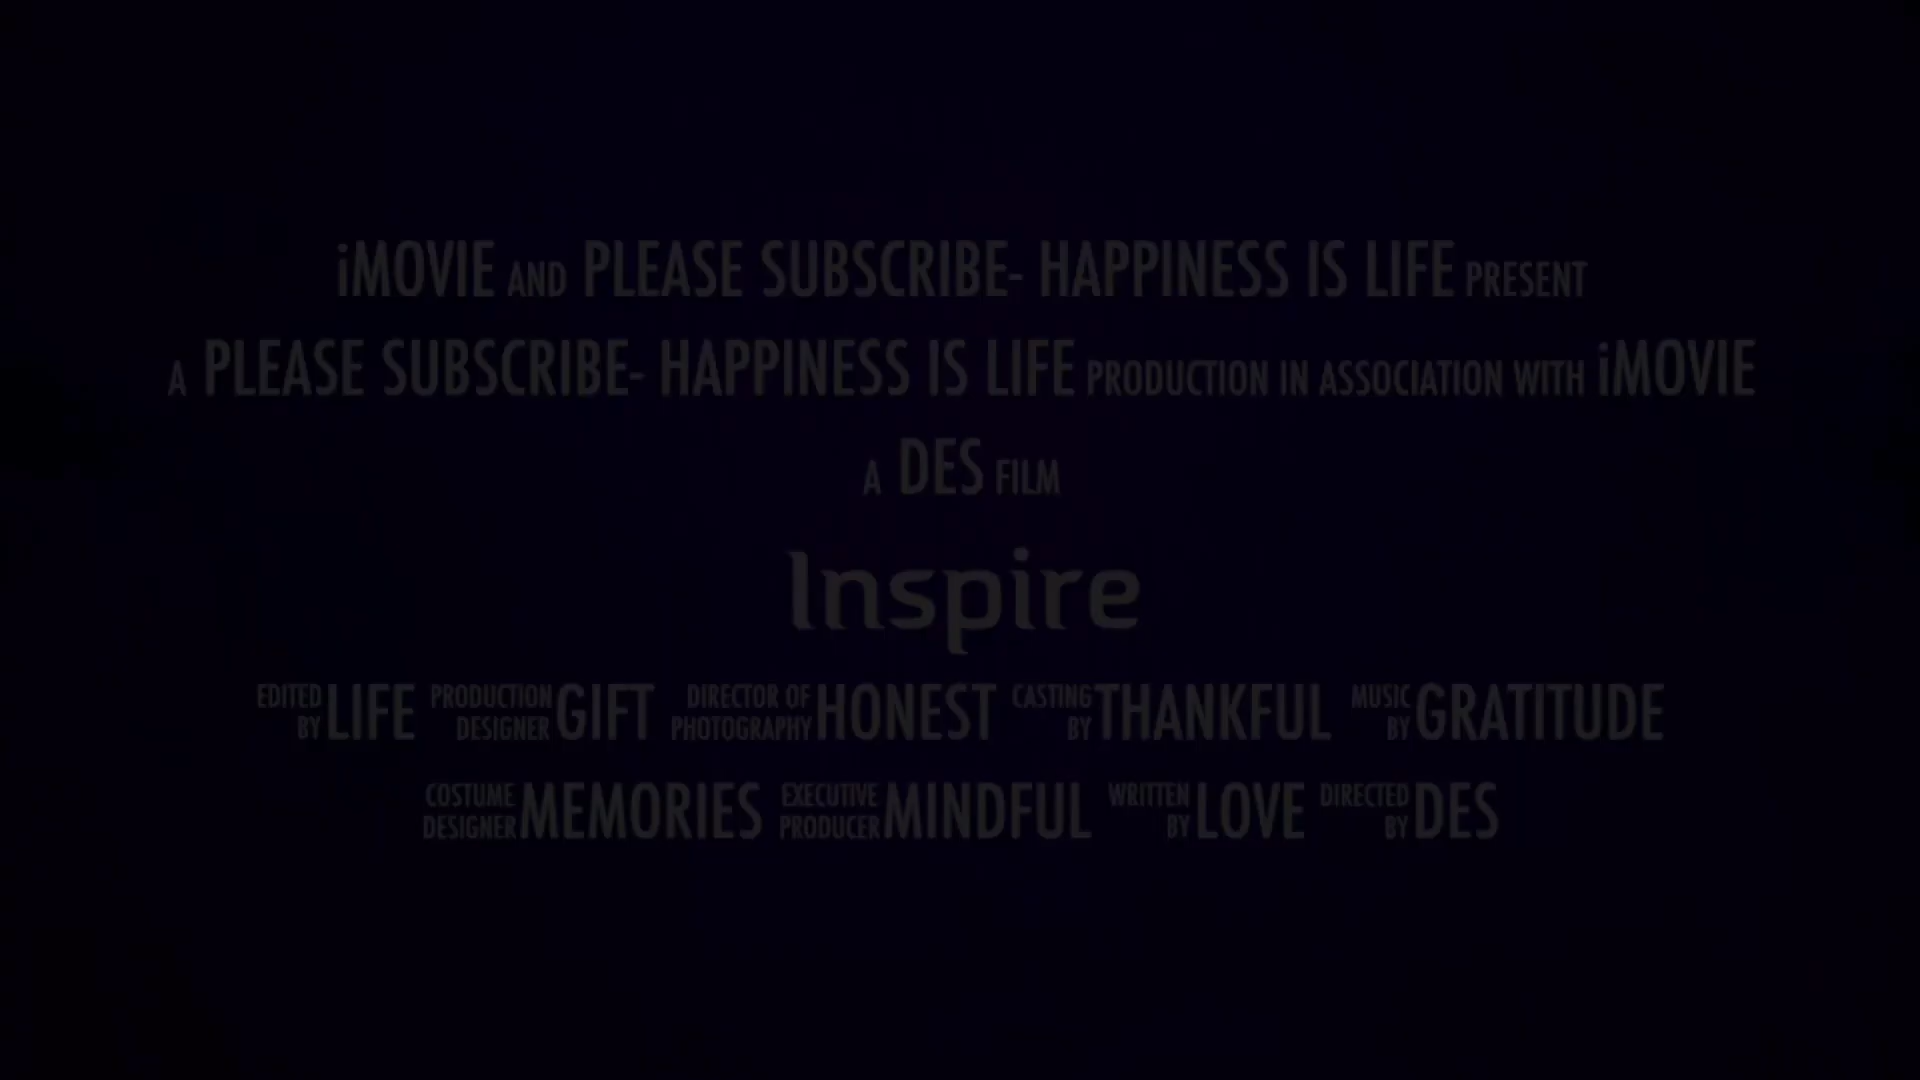 iMOVIE AND PLEASE SUBSCRIBE- HAPPINESS IS LIFE PRESENT
A PLEASE SUBSCRIBE- HAPPINESS IS LIFE PRODUCTION IN ASSOCIATION WITH iMOVIE
A DES FILM
Inspire
EDITED BY LIFE PRODUCTION DESIGNER GIFT DIRECTOR OF PHOTOGRAPHY HONEST CASTING BY THANKFUL MUSIC BY GRATITUDE
COSTUME DESIGNER MEMORIES EXECUTIVE PRODUCER MINDFUL WRITTEN BY LOVE DIRECTED BY DES